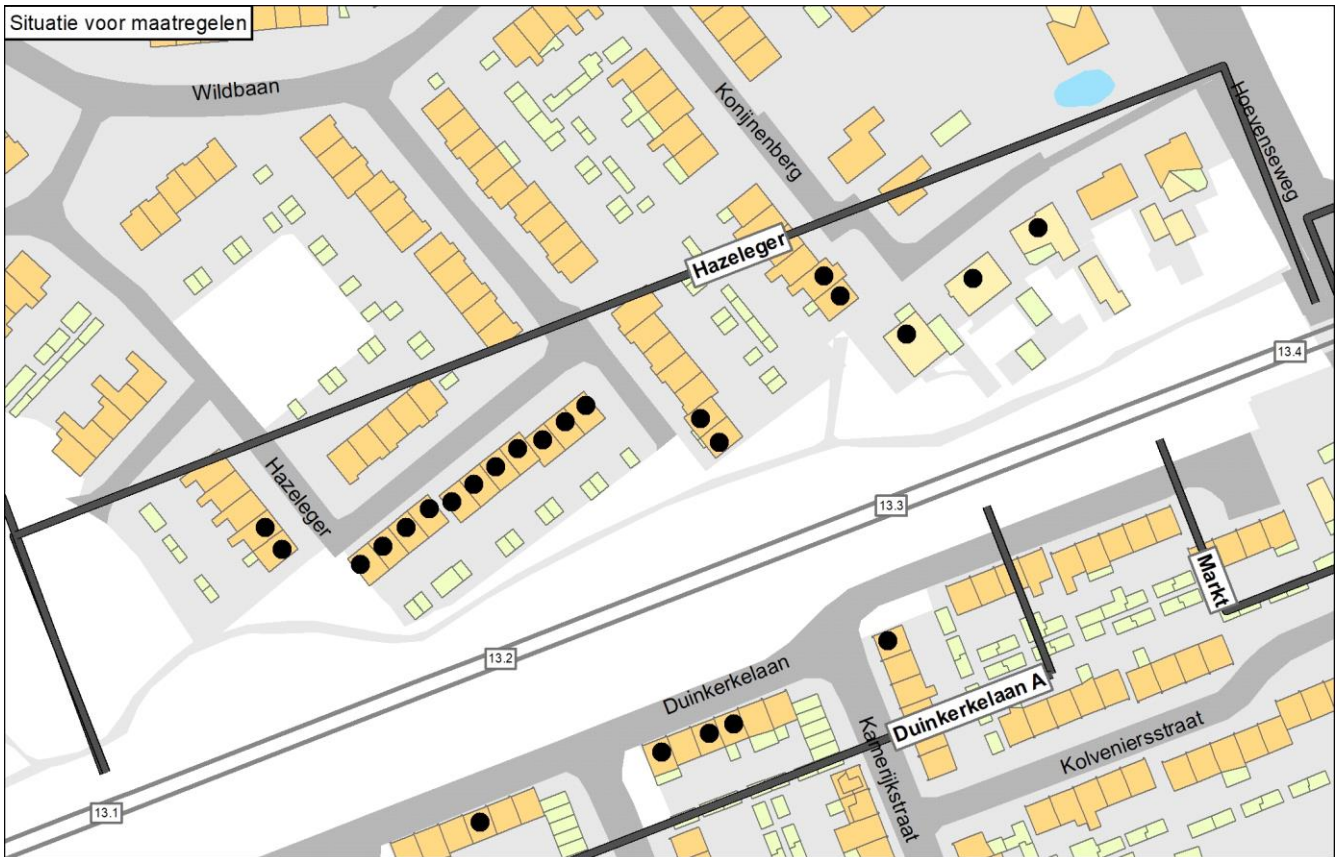 Situatie voor maatregelen
Wildbaan
Konijnenberg
Hoevenseweg
Hazeleger
13.4
Hazeleger
13.3
Markt
13.2
Duinkerkelaan
Duinkerkelaan A
Kamerijkstraat
Kolveniersstraat
13.1